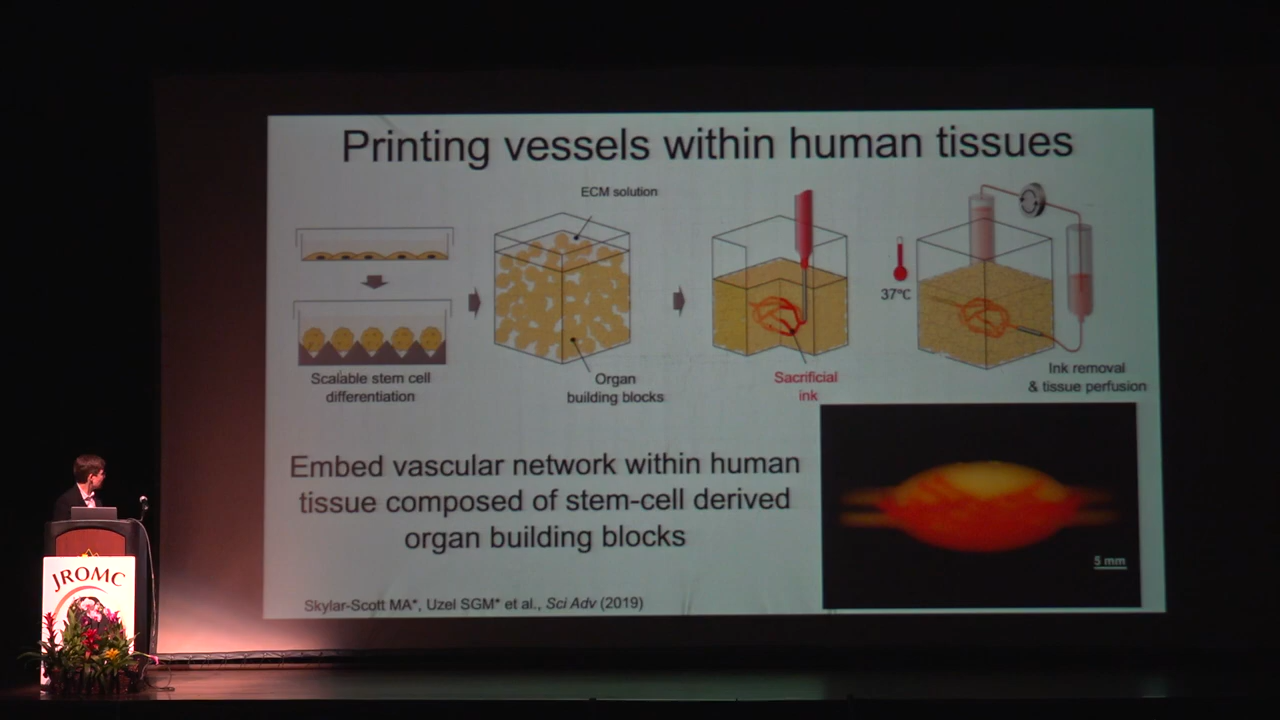 Printing vessels within human tissues
ECM solution
37°C
Scalable stem cell
differentiation
Organ
building blocks
Sacrificial
ink
Ink removal
& tissue perfusion
Embed vascular network within human
tissue composed of stem-cell derived
organ building blocks
5 mm
Skylar-Scott MA*, Uzel SGM* et al., Sci Adv (2019)
JROMC